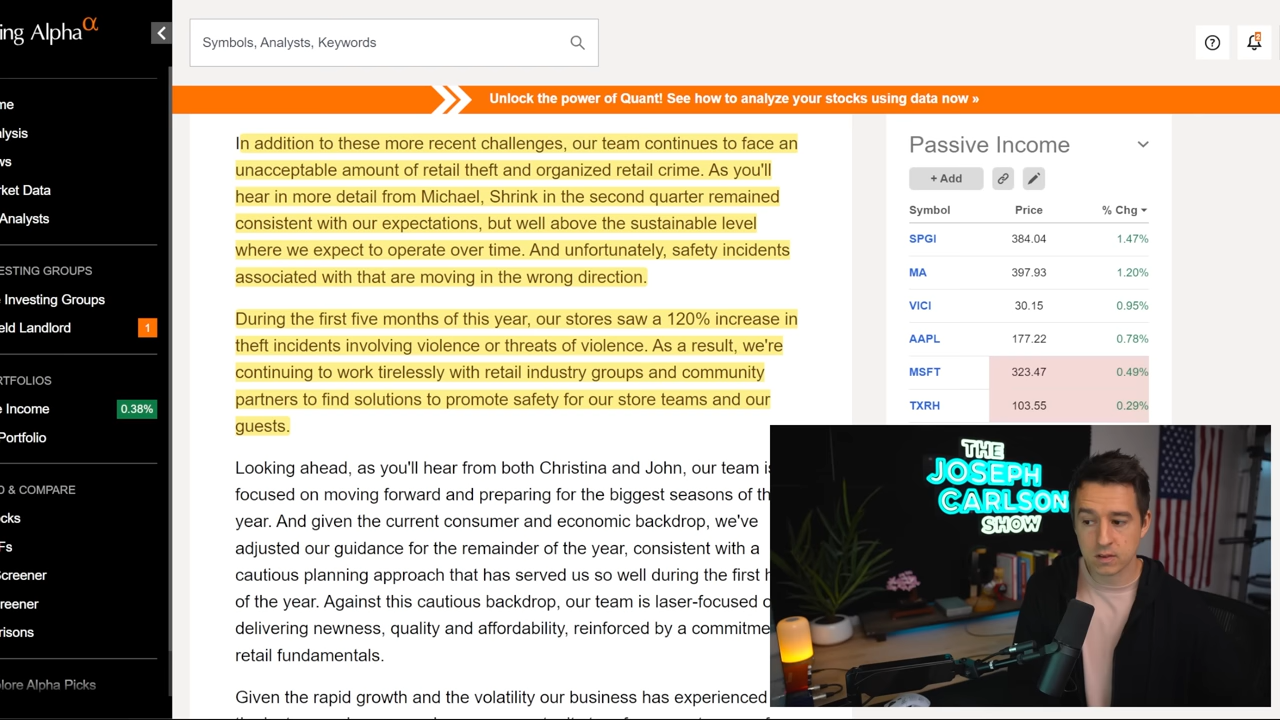 ing Alpha α
Symbols, Analysts, Keywords
2
Unlock the power of Quant! See how to analyze your stocks using data now »
me
alysis
ws
rket Data
Analysts
ESTING GROUPS
e Investing Groups
eld Landlord 1
RTFOLIOS
e Income 0.38%
Portfolio
D & COMPARE
cks
Fs
Screener
reener
risons
lore Alpha Picks
In addition to these more recent challenges, our team continues to face an
unacceptable amount of retail theft and organized retail crime. As you'll
hear in more detail from Michael, Shrink in the second quarter remained
consistent with our expectations, but well above the sustainable level
where we expect to operate over time. And unfortunately, safety incidents
associated with that are moving in the wrong direction.
During the first five months of this year, our stores saw a 120% increase in
theft incidents involving violence or threats of violence. As a result, we're
continuing to work tirelessly with retail industry groups and community
partners to find solutions to promote safety for our store teams and our
guests.
Looking ahead, as you'll hear from both Christina and John, our team is
focused on moving forward and preparing for the biggest seasons of th
year. And given the current consumer and economic backdrop, we've
adjusted our guidance for the remainder of the year, consistent with a
cautious planning approach that has served us so well during the first h
of the year. Against this cautious backdrop, our team is laser-focused o
delivering newness, quality and affordability, reinforced by a commitme
retail fundamentals.
Given the rapid growth and the volatility our business has experienced
Passive Income
+ Add
Symbol Price % Chg
SPGI 384.04 1.47%
MA 397.93 1.20%
VICI 30.15 0.95%
AAPL 177.22 0.78%
MSFT 323.47 0.49%
TXRH 103.55 0.29%
THE
JOSEPH
CARLSON
SHOW